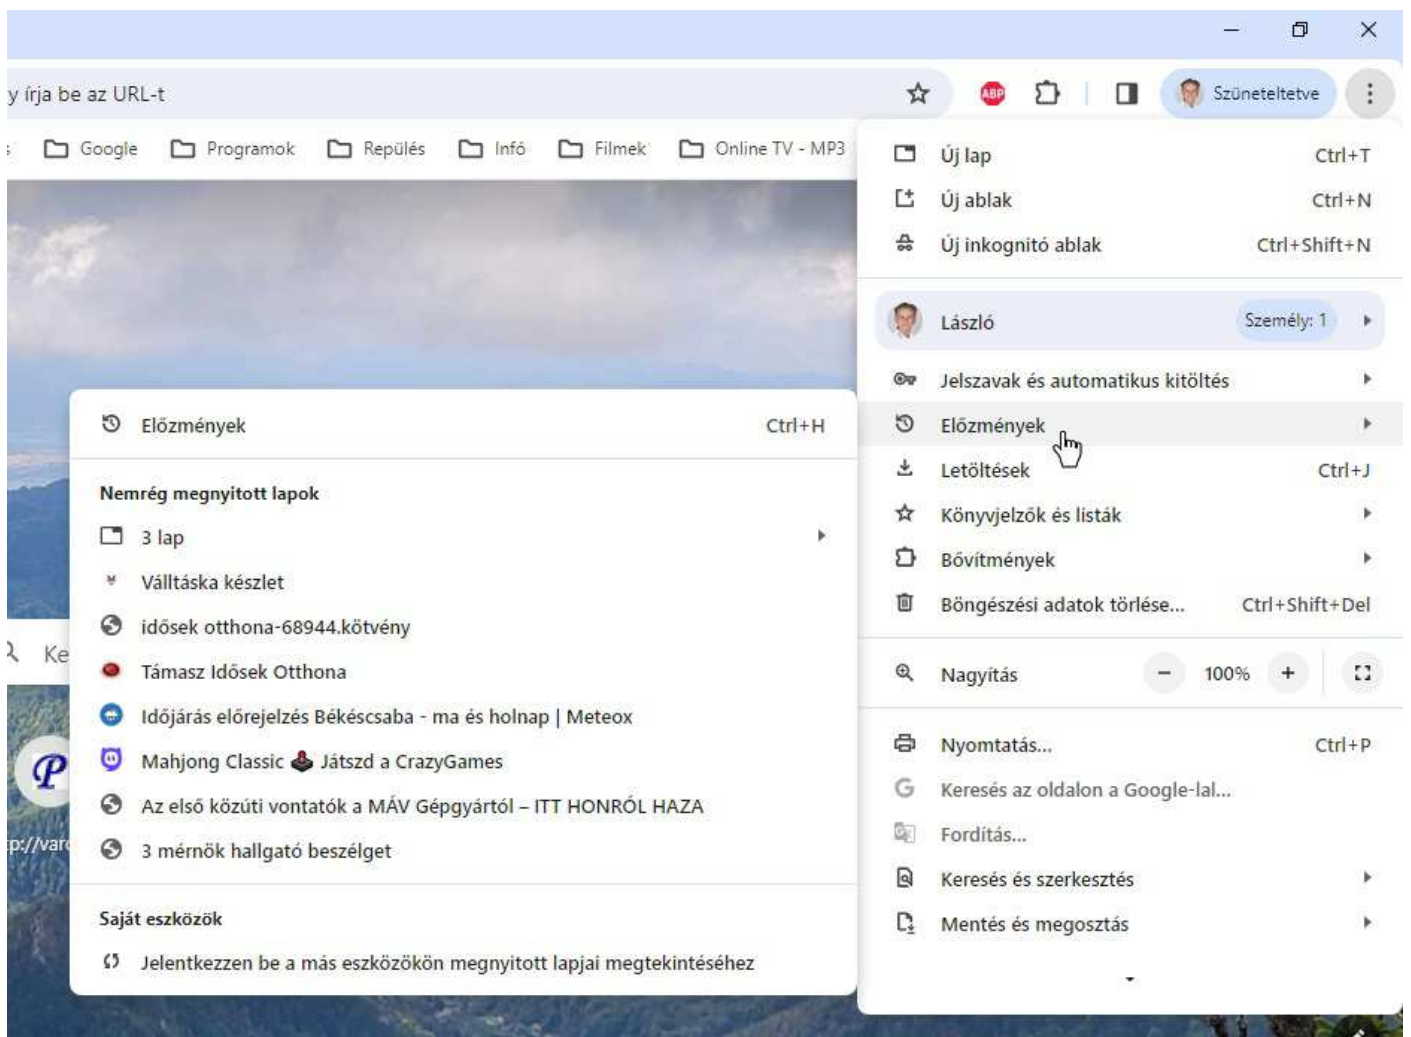 y írja be az URL-t
ABP
Szüneteltetve
s Google Programok Repülés Infó Filmek Online TV - MP3
Új lap Ctrl+T
Új ablak Ctrl+N
Új inkognitó ablak Ctrl+Shift+N
László Személy: 1
Jelszavak és automatikus kitöltés
Előzmények
Letöltések Ctrl+J
Könyvjelzők és listák
Bővítmények
Böngészési adatok törlése... Ctrl+Shift+Del
Nagyítás − 100% +
Nyomtatás... Ctrl+P
Keresés az oldalon a Google-lal...
Fordítás...
Keresés és szerkesztés
Mentés és megosztás
Előzmények Ctrl+H
Nemrég megnyitott lapok
3 lap
Válltáska készlet
idősek otthona-68944.kötvény
Támasz Idősek Otthona
Időjárás előrejelzés Békéscsaba - ma és holnap | Meteox
Mahjong Classic 🕹️ Játszd a CrazyGames
Az első közúti vontatók a MÁV Gépgyártól – ITT HONRÓL HAZA
3 mérnök hallgató beszélget
Saját eszközök
Jelentkezzen be a más eszközökön megnyitott lapjai megtekintéséhez
Ke
P
tp://varo